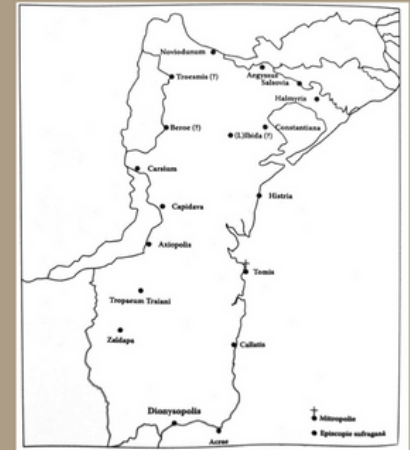 Noviodunum
Aegyssus
Troesmis (?)
Salsovia
Halmyris
Beroe (?)
Constantiana
(L)Ibida (?)
Carsium
Histria
Capidava
Axiopolis
Tomis
Tropaeum Traiani
Zaldapa
Callatis
Dionysopolis
Acrae
Mitropolie
Episcopie sufragană